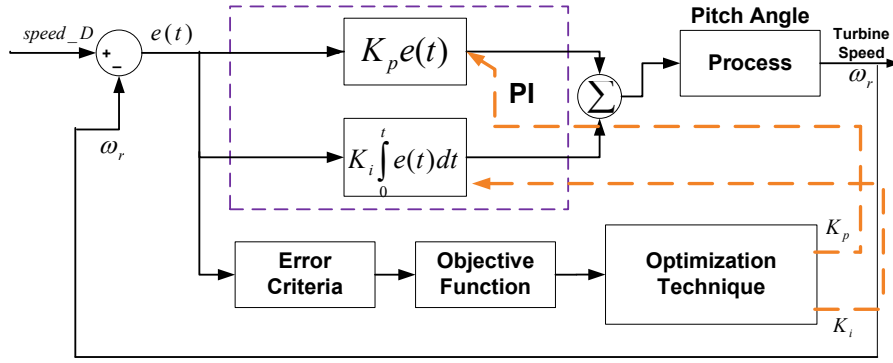 Pitch Angle
speed_D
+
−
e(t)
K_p e(t)
PI
Σ
Process
Turbine
Speed
ω_r
ω_r
K_i ∫_0^t e(t)dt
Error
Criteria
Objective
Function
Optimization
Technique
K_p
K_i